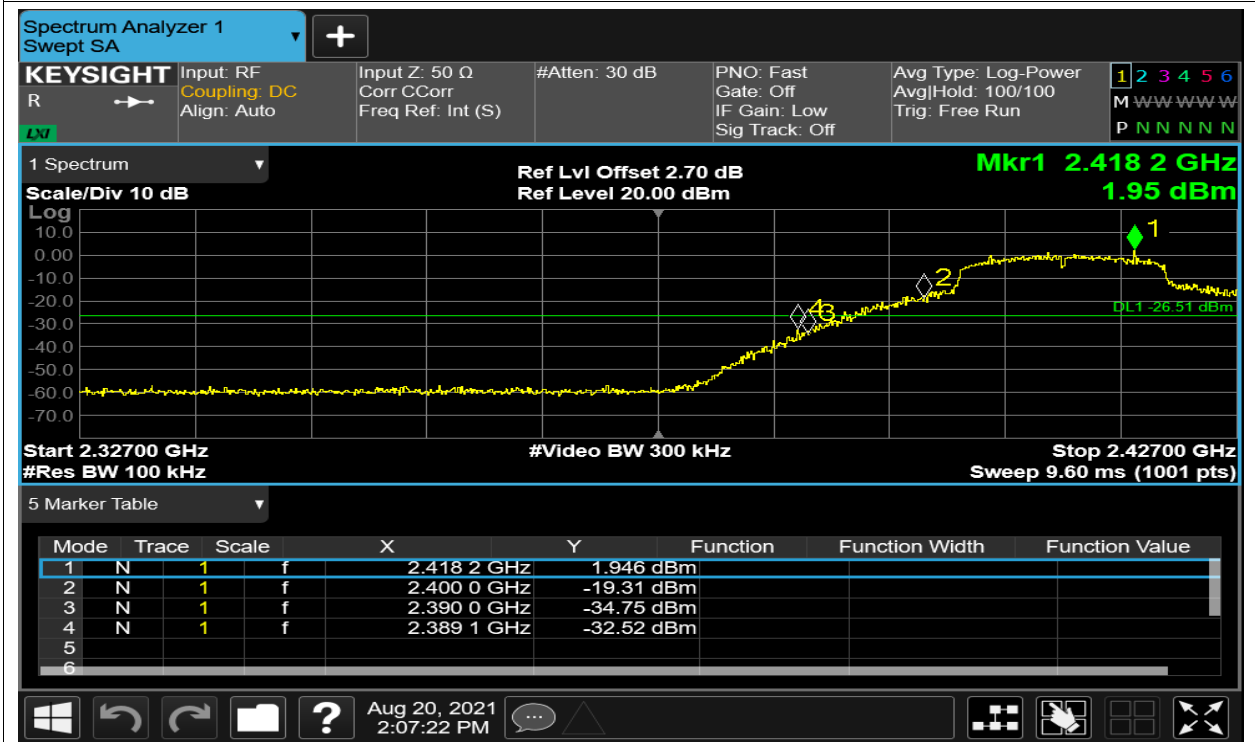 Spectrum Analyzer 1
Swept SA
KEYSIGHT
R
LXI
Input: RF
Coupling: DC
Align: Auto
Input Z: 50 Ω
Corr CCorr
Freq Ref: Int (S)
#Atten: 30 dB
PNO: Fast
Gate: Off
IF Gain: Low
Sig Track: Off
Avg Type: Log-Power
Avg|Hold: 100/100
Trig: Free Run
1 2 3 4 5 6
M W W W W W W
P N N N N N
1 Spectrum
Scale/Div 10 dB
Ref Lvl Offset 2.70 dB
Ref Level 20.00 dBm
Mkr1 2.418 2 GHz
1.95 dBm
Log
10.0
0.00
-10.0
-20.0
-30.0
-40.0
-50.0
-60.0
-70.0
1
2
4
3
DL1 -26.51 dBm
Start 2.32700 GHz
#Video BW 300 kHz
Stop 2.42700 GHz
#Res BW 100 kHz
Sweep 9.60 ms (1001 pts)
5 Marker Table
Mode Trace Scale X Y Function Function Width Function Value
1 N 1 f 2.418 2 GHz 1.946 dBm
2 N 1 f 2.400 0 GHz -19.31 dBm
3 N 1 f 2.390 0 GHz -34.75 dBm
4 N 1 f 2.389 1 GHz -32.52 dBm
5
6
?
Aug 20, 2021
2:07:22 PM